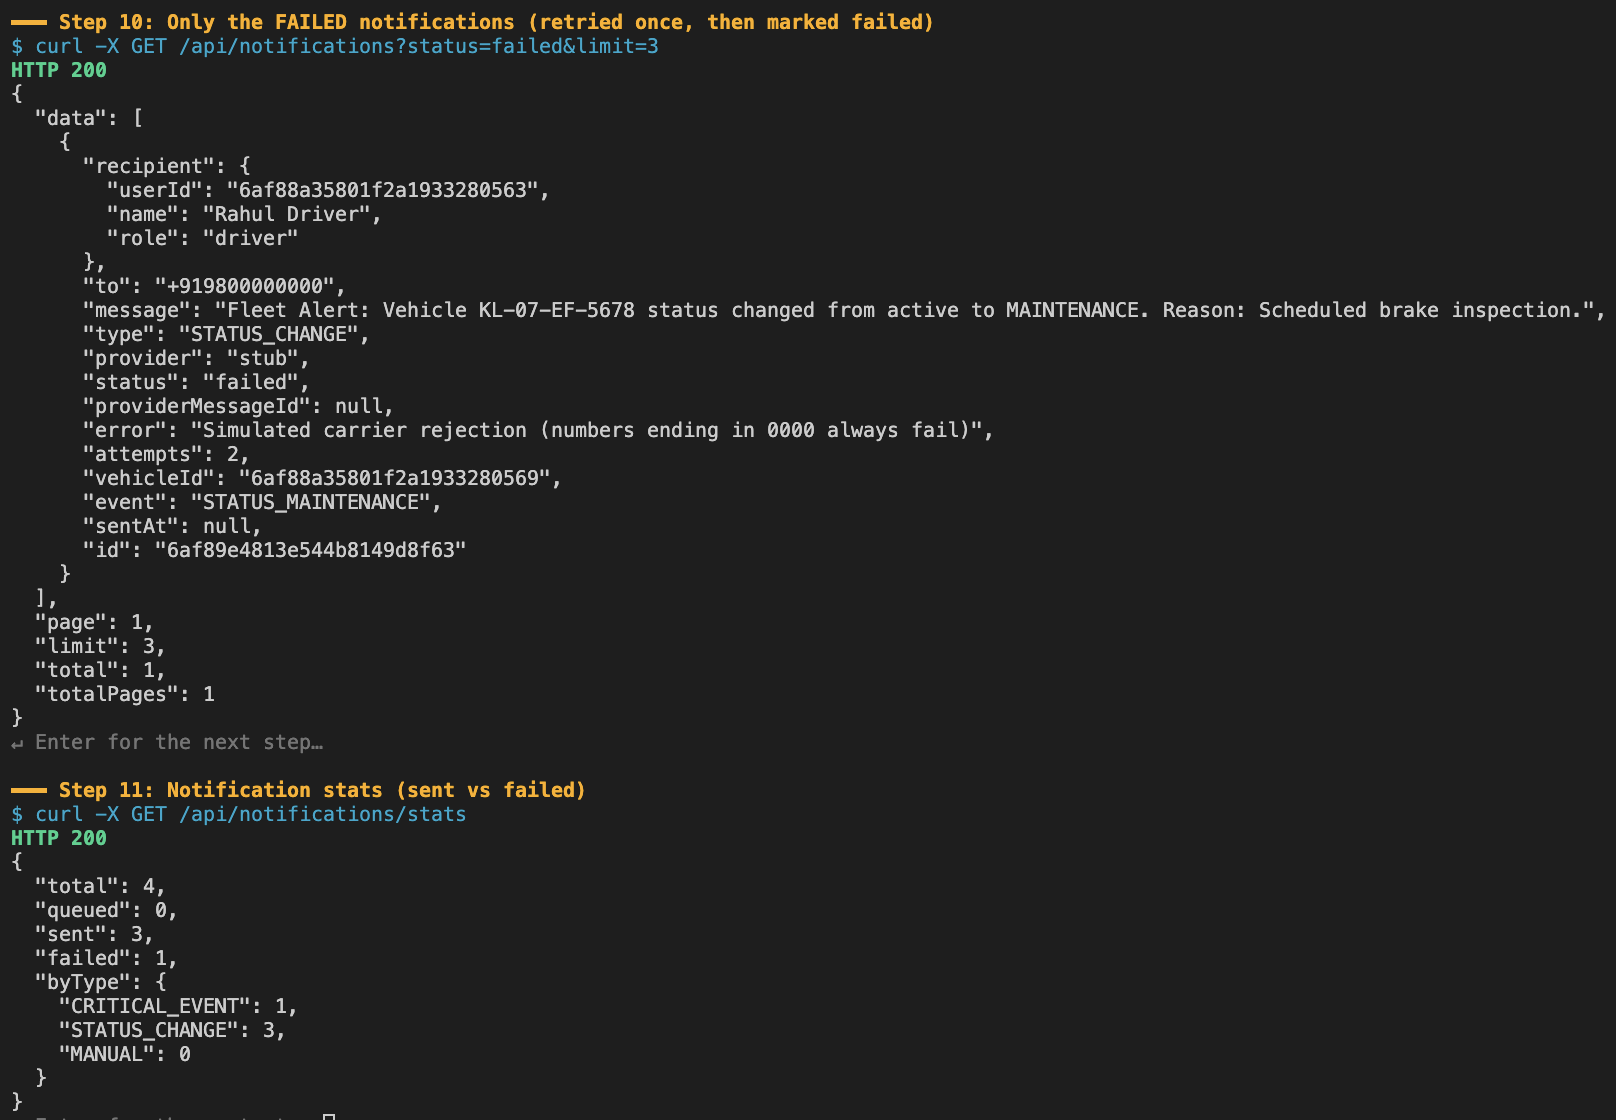 ━━━ Step 10: Only the FAILED notifications (retried once, then marked failed)
$ curl -X GET /api/notifications?status=failed&limit=3
HTTP 200
{
  "data": [
    {
      "recipient": {
        "userId": "6af88a35801f2a1933280563",
        "name": "Rahul Driver",
        "role": "driver"
      },
      "to": "+919800000000",
      "message": "Fleet Alert: Vehicle KL-07-EF-5678 status changed from active to MAINTENANCE. Reason: Scheduled brake inspection.",
      "type": "STATUS_CHANGE",
      "provider": "stub",
      "status": "failed",
      "providerMessageId": null,
      "error": "Simulated carrier rejection (numbers ending in 0000 always fail)",
      "attempts": 2,
      "vehicleId": "6af88a35801f2a1933280569",
      "event": "STATUS_MAINTENANCE",
      "sentAt": null,
      "id": "6af89e4813e544b8149d8f63"
    }
  ],
  "page": 1,
  "limit": 3,
  "total": 1,
  "totalPages": 1
}
↵ Enter for the next step…
━━━ Step 11: Notification stats (sent vs failed)
$ curl -X GET /api/notifications/stats
HTTP 200
{
  "total": 4,
  "queued": 0,
  "sent": 3,
  "failed": 1,
  "byType": {
    "CRITICAL_EVENT": 1,
    "STATUS_CHANGE": 3,
    "MANUAL": 0
  }
}